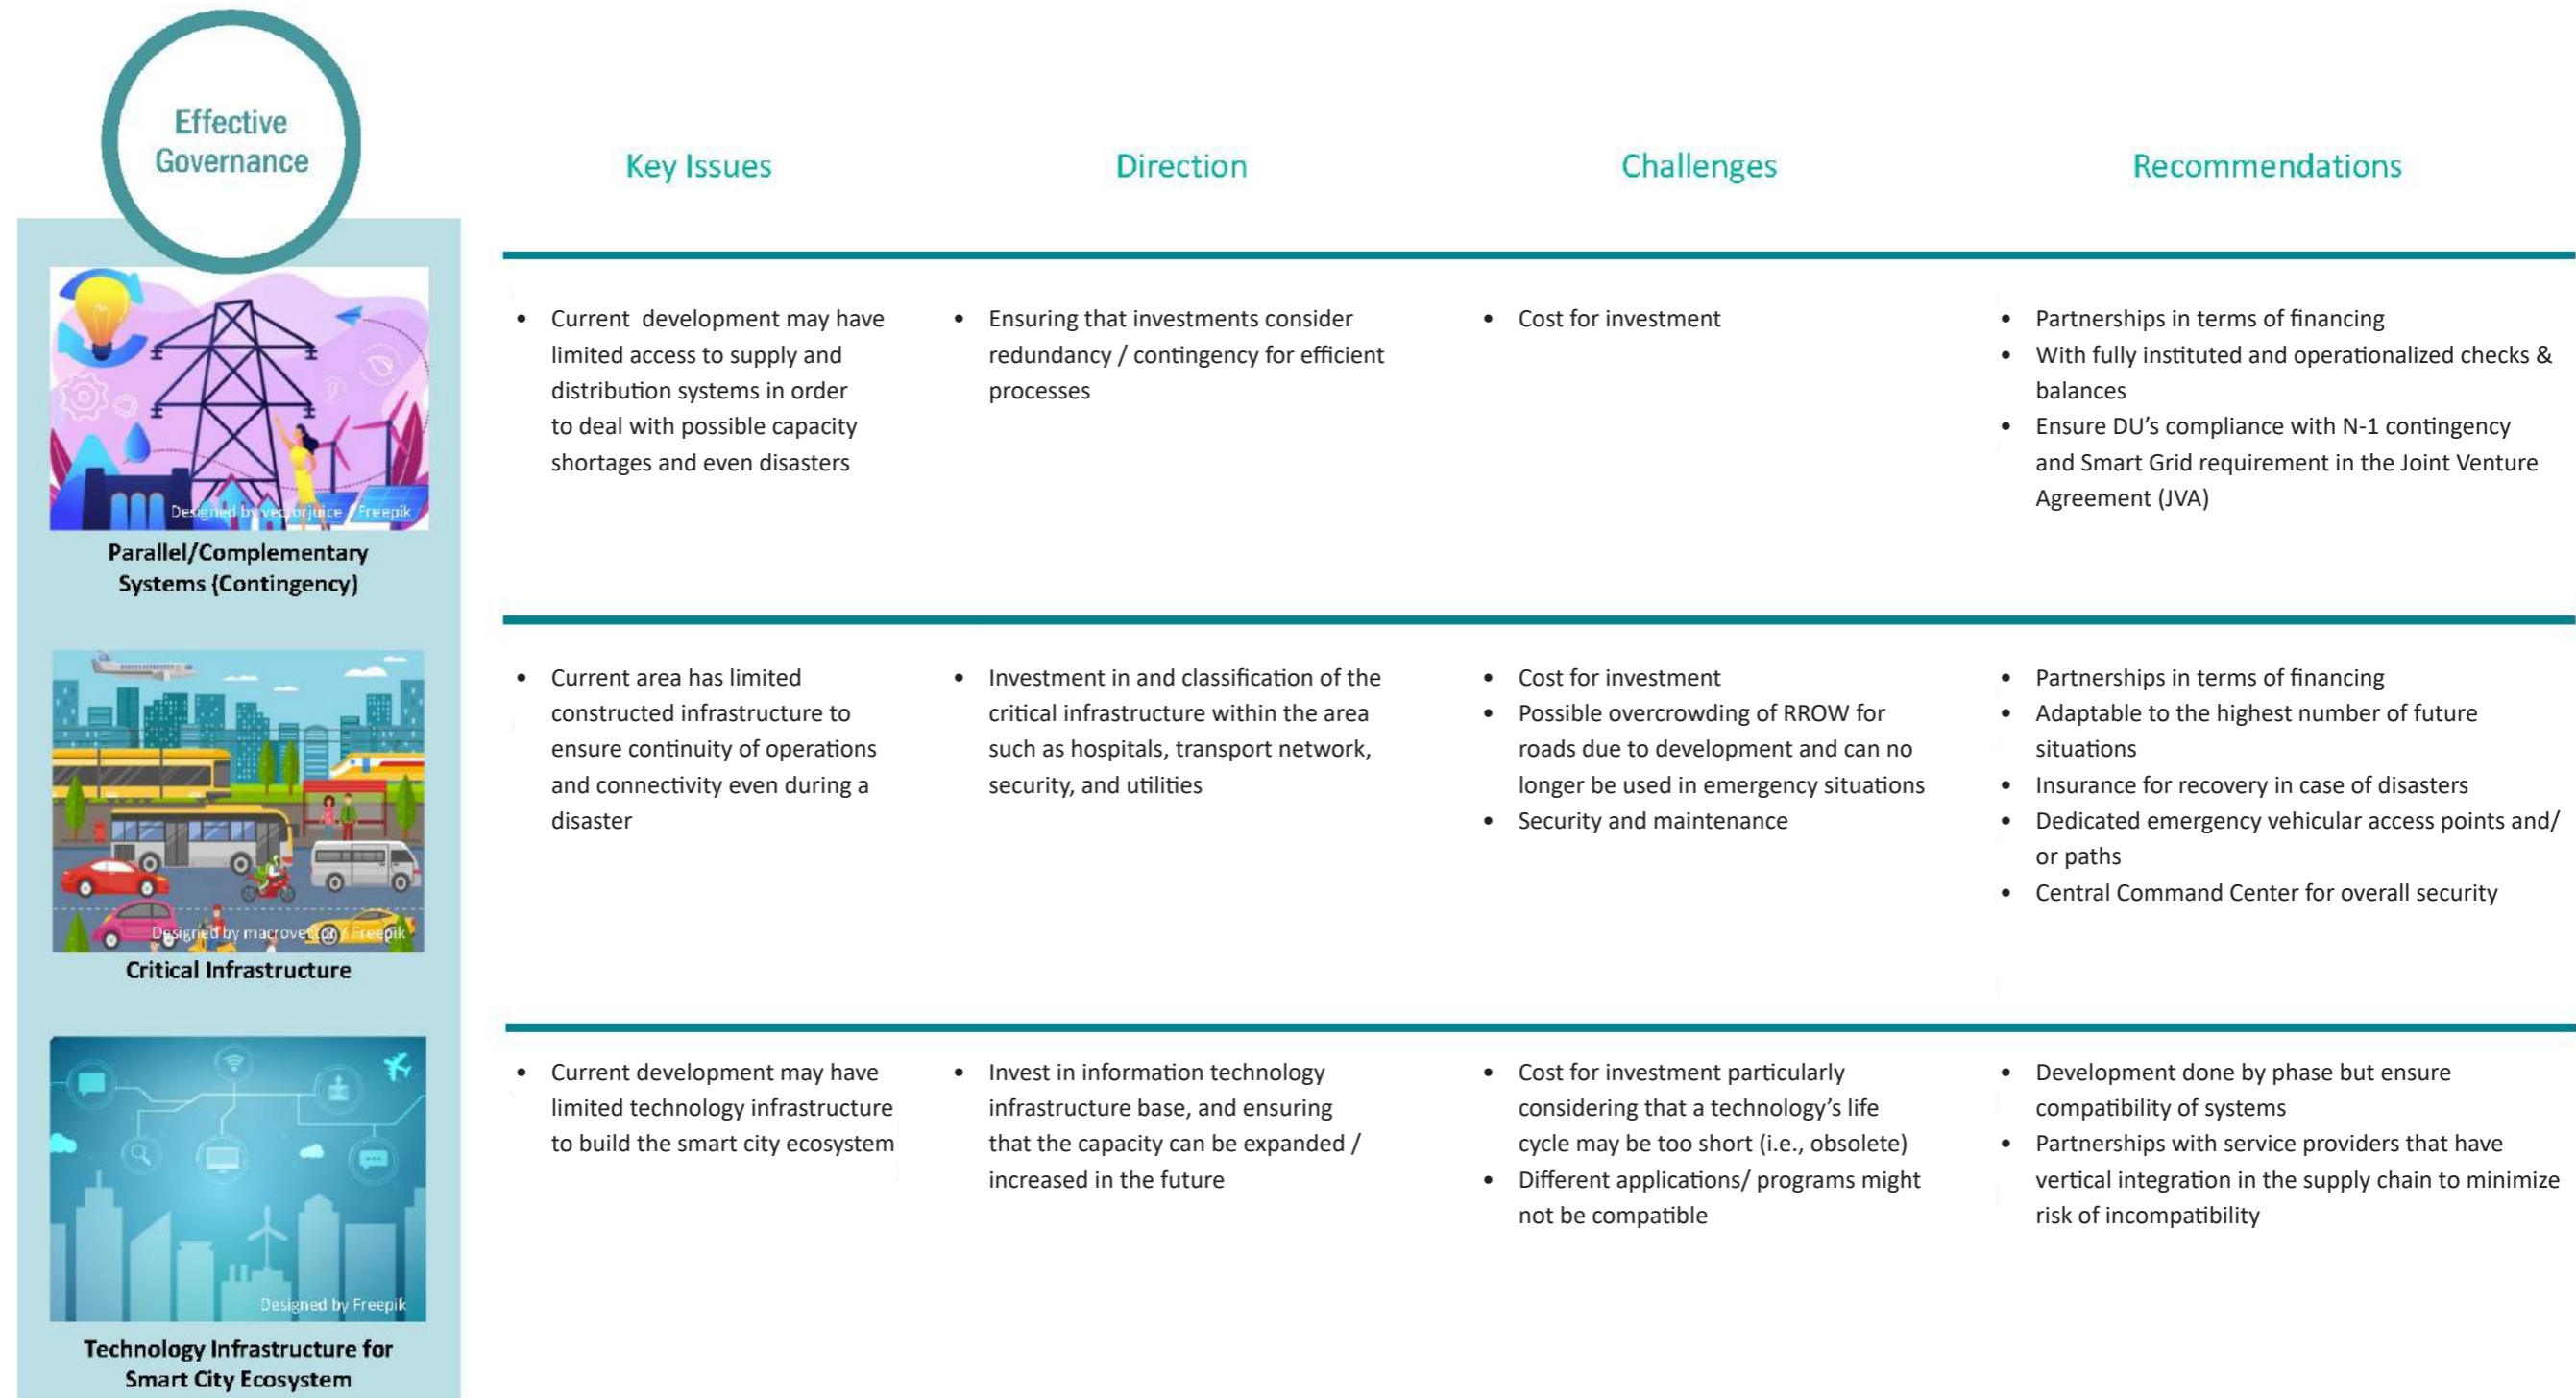 Effective
Governance
Key Issues
Direction
Challenges
Recommendations
Designed by vectorjuice / Freepik
Parallel/Complementary
Systems (Contingency)
• Current  development may have
limited access to supply and
distribution systems in order
to deal with possible capacity
shortages and even disasters
• Ensuring that investments consider
redundancy / contingency for efficient
processes
• Cost for investment
• Partnerships in terms of financing
• With fully instituted and operationalized checks &
balances
• Ensure DU’s compliance with N-1 contingency
and Smart Grid requirement in the Joint Venture
Agreement (JVA)
Designed by macrovector / Freepik
Critical Infrastructure
• Current area has limited
constructed infrastructure to
ensure continuity of operations
and connectivity even during a
disaster
• Investment in and classification of the
critical infrastructure within the area
such as hospitals, transport network,
security, and utilities
• Cost for investment
• Possible overcrowding of RROW for
roads due to development and can no
longer be used in emergency situations
• Security and maintenance
• Partnerships in terms of financing
• Adaptable to the highest number of future
situations
• Insurance for recovery in case of disasters
• Dedicated emergency vehicular access points and/
or paths
• Central Command Center for overall security
Designed by Freepik
Technology Infrastructure for
Smart City Ecosystem
• Current development may have
limited technology infrastructure
to build the smart city ecosystem
• Invest in information technology
infrastructure base, and ensuring
that the capacity can be expanded /
increased in the future
• Cost for investment particularly
considering that a technology’s life
cycle may be too short (i.e., obsolete)
• Different applications/ programs might
not be compatible
• Development done by phase but ensure
compatibility of systems
• Partnerships with service providers that have
vertical integration in the supply chain to minimize
risk of incompatibility